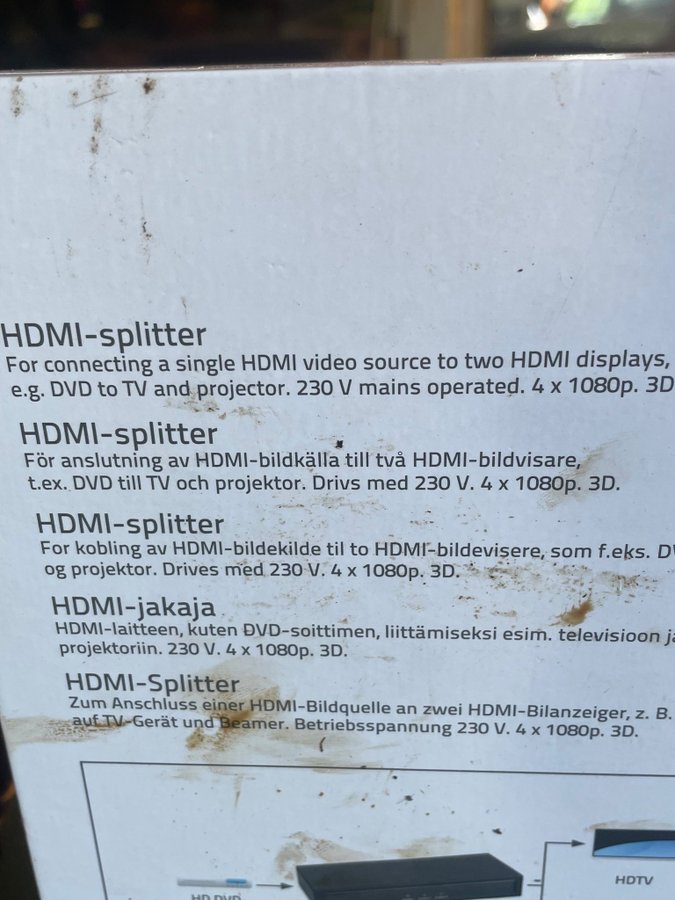 HDMI-splitter
For connecting a single HDMI video source to two HDMI displays,
e.g. DVD to TV and projector. 230 V mains operated. 4 x 1080p. 3D
HDMI-splitter
För anslutning av HDMI-bildkälla till två HDMI-bildvisare,
t.ex. DVD till TV och projektor. Drivs med 230 V. 4 x 1080p. 3D.
HDMI-splitter
For kobling av HDMI-bildekilde til to HDMI-bildevisere, som f.eks.
og projektor. Drives med 230 V. 4 x 1080p. 3D.
HDMI-jakaja
HDMI-laitteen, kuten DVD-soittimen, liittämiseksi esim. televisioon
projektoriin. 230 V. 4 x 1080p. 3D.
HDMI-Splitter
Zum Anschluss einer HDMI-Bildquelle an zwei HDMI-Bilanzeiger, z. B.
auf TV-Gerät und Beamer. Betriebsspannung 230 V. 4 x 1080p. 3D.
HDTV
HD DVD